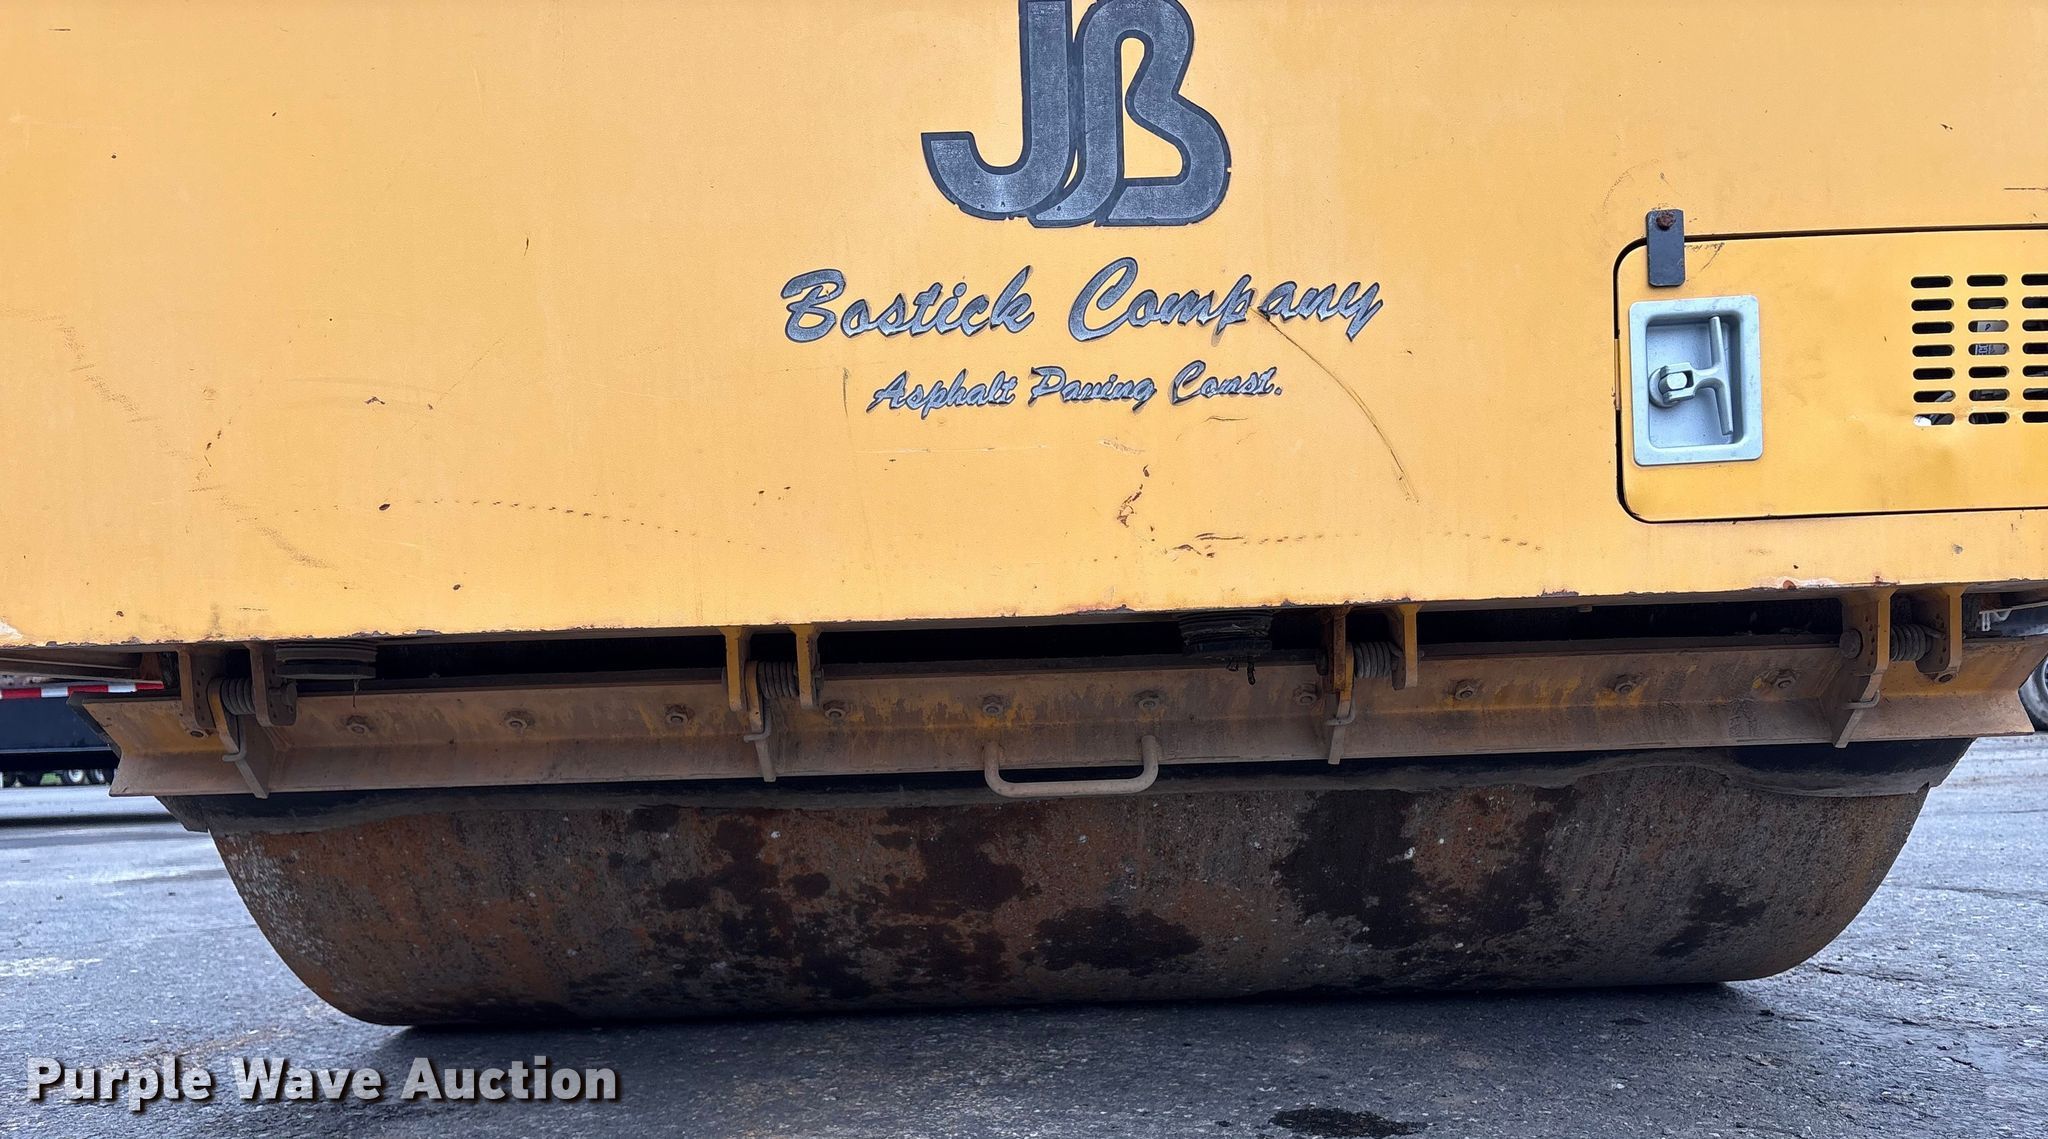 JB
Bostick Company
Asphalt Paving Const.
Purple Wave Auction